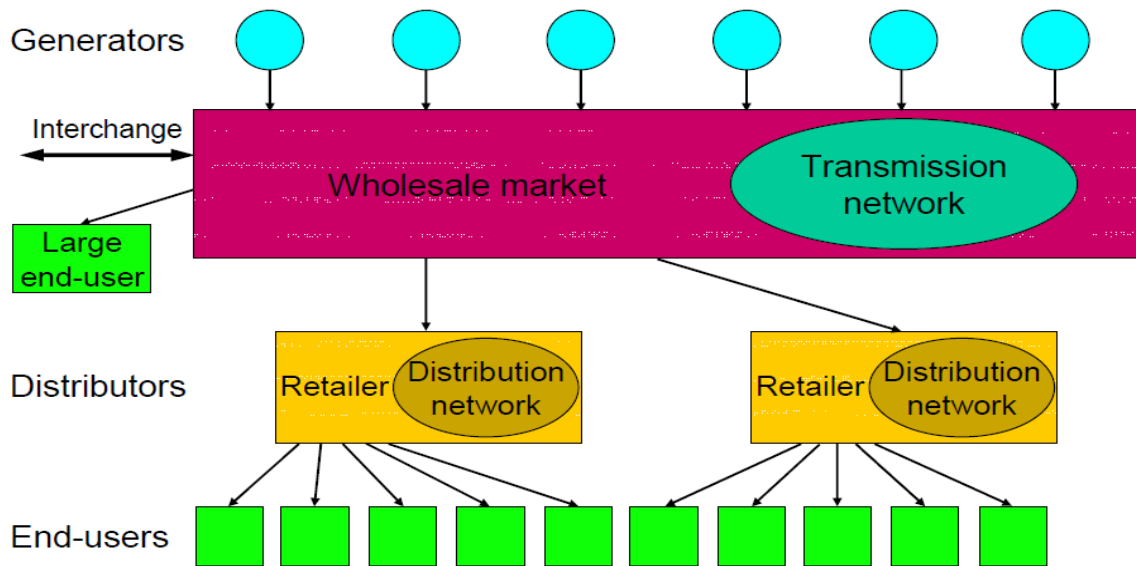 Generators
Interchange
Wholesale market
Transmission
network
Large
end-user
Distributors
Retailer
Distribution
network
Retailer
Distribution
network
End-users